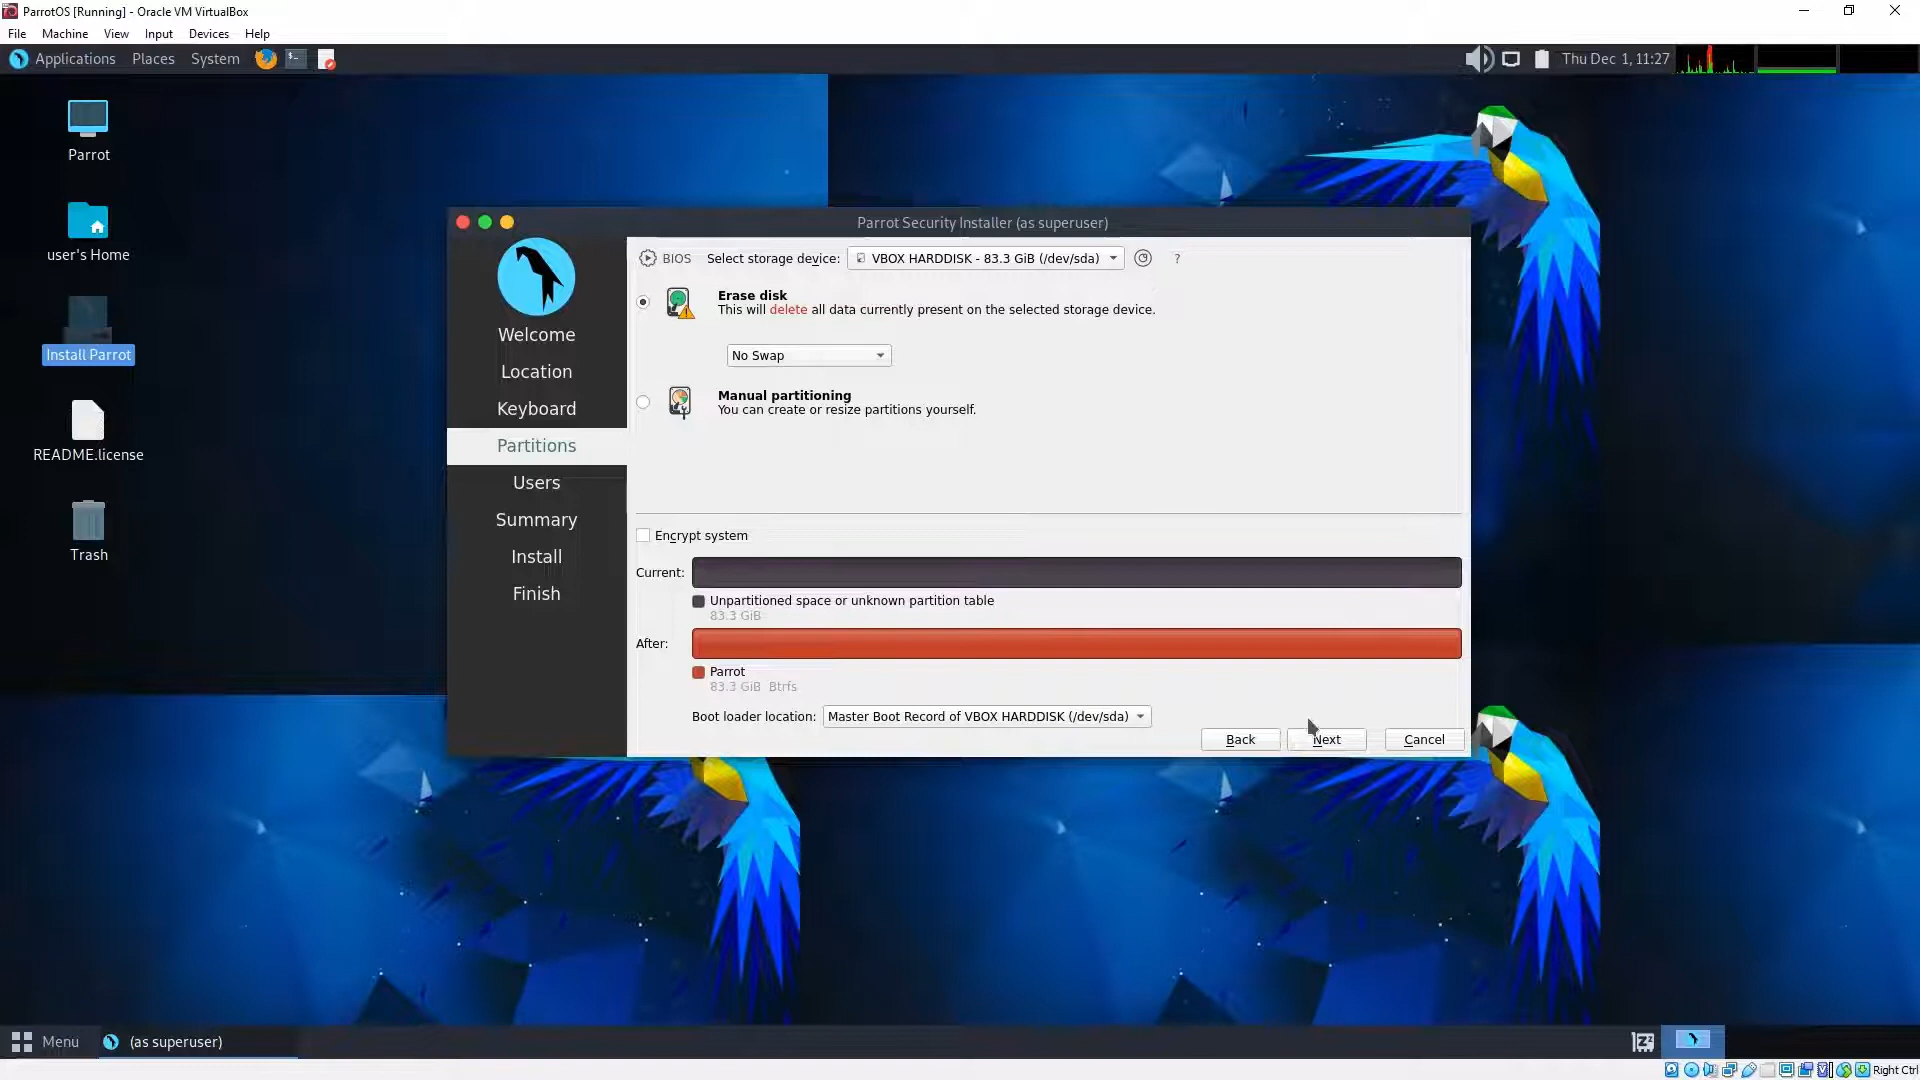 ParrotOS [Running] - Oracle VM VirtualBox
File Machine View Input Devices Help
Applications Places System Thu Dec 1, 11:27
Parrot
user's Home
Install Parrot
README.license
Trash
Parrot Security Installer (as superuser)
Welcome
Location
Keyboard
Partitions
Users
Summary
Install
Finish
BIOS Select storage device: VBOX HARDDISK - 83.3 GiB (/dev/sda) ?
Erase disk
This will delete all data currently present on the selected storage device.
No Swap
Manual partitioning
You can create or resize partitions yourself.
Encrypt system
Current:
Unpartitioned space or unknown partition table
83.3 GiB
After:
Parrot
83.3 GiB Btrfs
Boot loader location: Master Boot Record of VBOX HARDDISK (/dev/sda)
Back Next Cancel
Menu (as superuser)
Right Ctrl